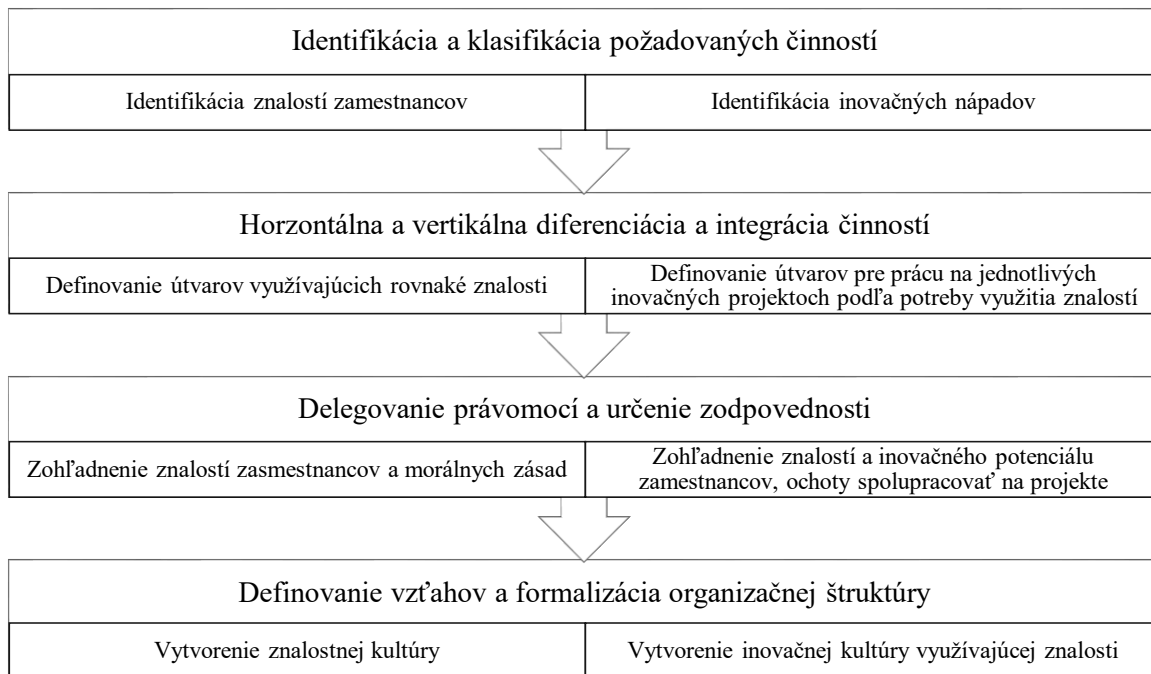 Identifikácia a klasifikácia požadovaných činností
Identifikácia znalostí zamestnancov
Identifikácia inovačných nápadov
Horzontálna a vertikálna diferenciácia a integrácia činností
Definovanie útvarov využívajúcich rovnaké znalosti
Definovanie útvarov pre prácu na jednotlivých
inovačných projektoch podľa potreby využitia znalostí
Delegovanie právomocí a určenie zodpovednosti
Zohľadnenie znalostí zasmestnancov a morálnych zásad
Zohľadnenie znalostí a inovačného potenciálu
zamestnancov, ochoty spolupracovať na projekte
Definovanie vzťahov a formalizácia organizačnej štruktúry
Vytvorenie znalostnej kultúry
Vytvorenie inovačnej kultúry využívajúcej znalosti